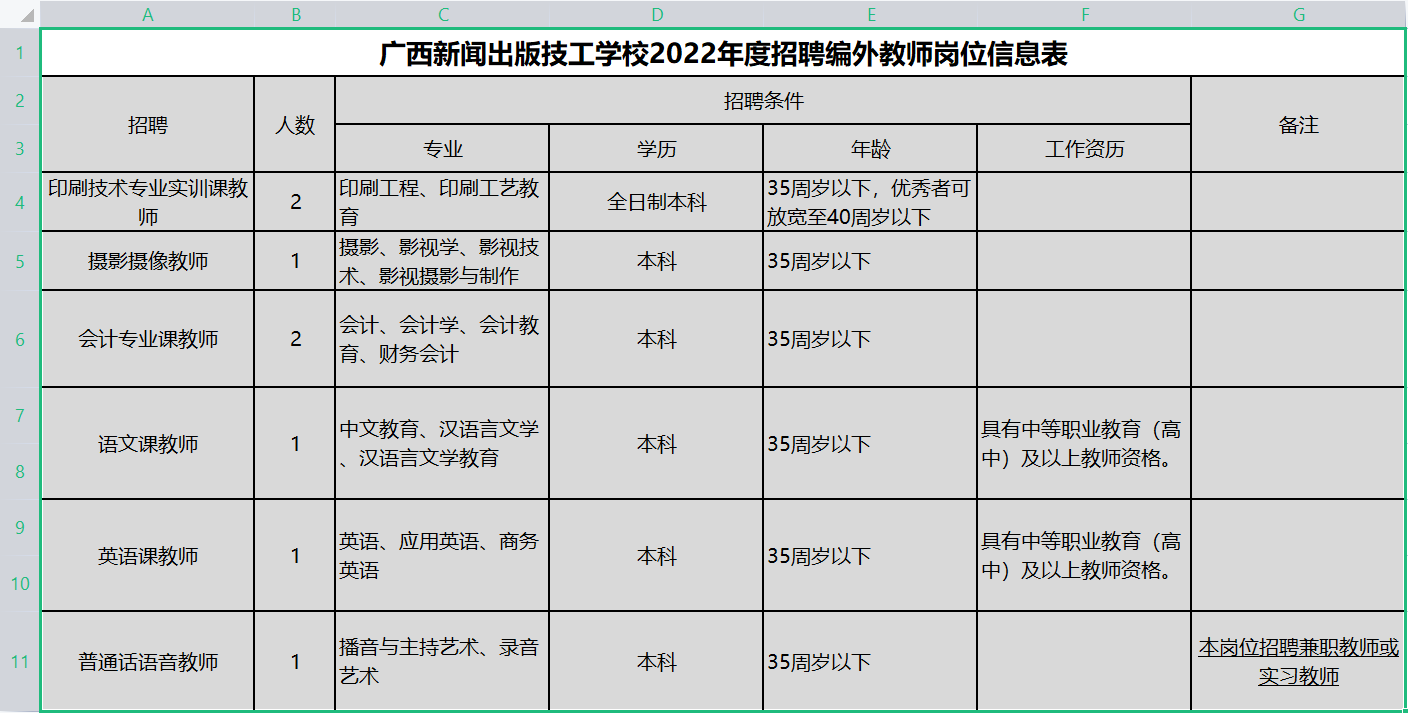 A B C D E F G
1 广西新闻出版技工学校2022年度招聘编外教师岗位信息表
2 招聘 人数 招聘条件 备注
3 专业 学历 年龄 工作资历
4 印刷技术专业实训课教
师
2
印刷工程、印刷工艺教
育
全日制本科
35周岁以下，优秀者可
放宽至40周岁以下
5 摄影摄像教师
1
摄影、影视学、影视技
术、影视摄影与制作
本科
35周岁以下
6 会计专业课教师
2
会计、会计学、会计教
育、财务会计
本科
35周岁以下
7
8
语文课教师
1
中文教育、汉语言文学
、汉语言文学教育
本科
35周岁以下
具有中等职业教育（高
中）及以上教师资格。
9
10
英语课教师
1
英语、应用英语、商务
英语
本科
35周岁以下
具有中等职业教育（高
中）及以上教师资格。
11 普通话语音教师
1
播音与主持艺术、录音
艺术
本科
35周岁以下
本岗位招聘兼职教师或
实习教师